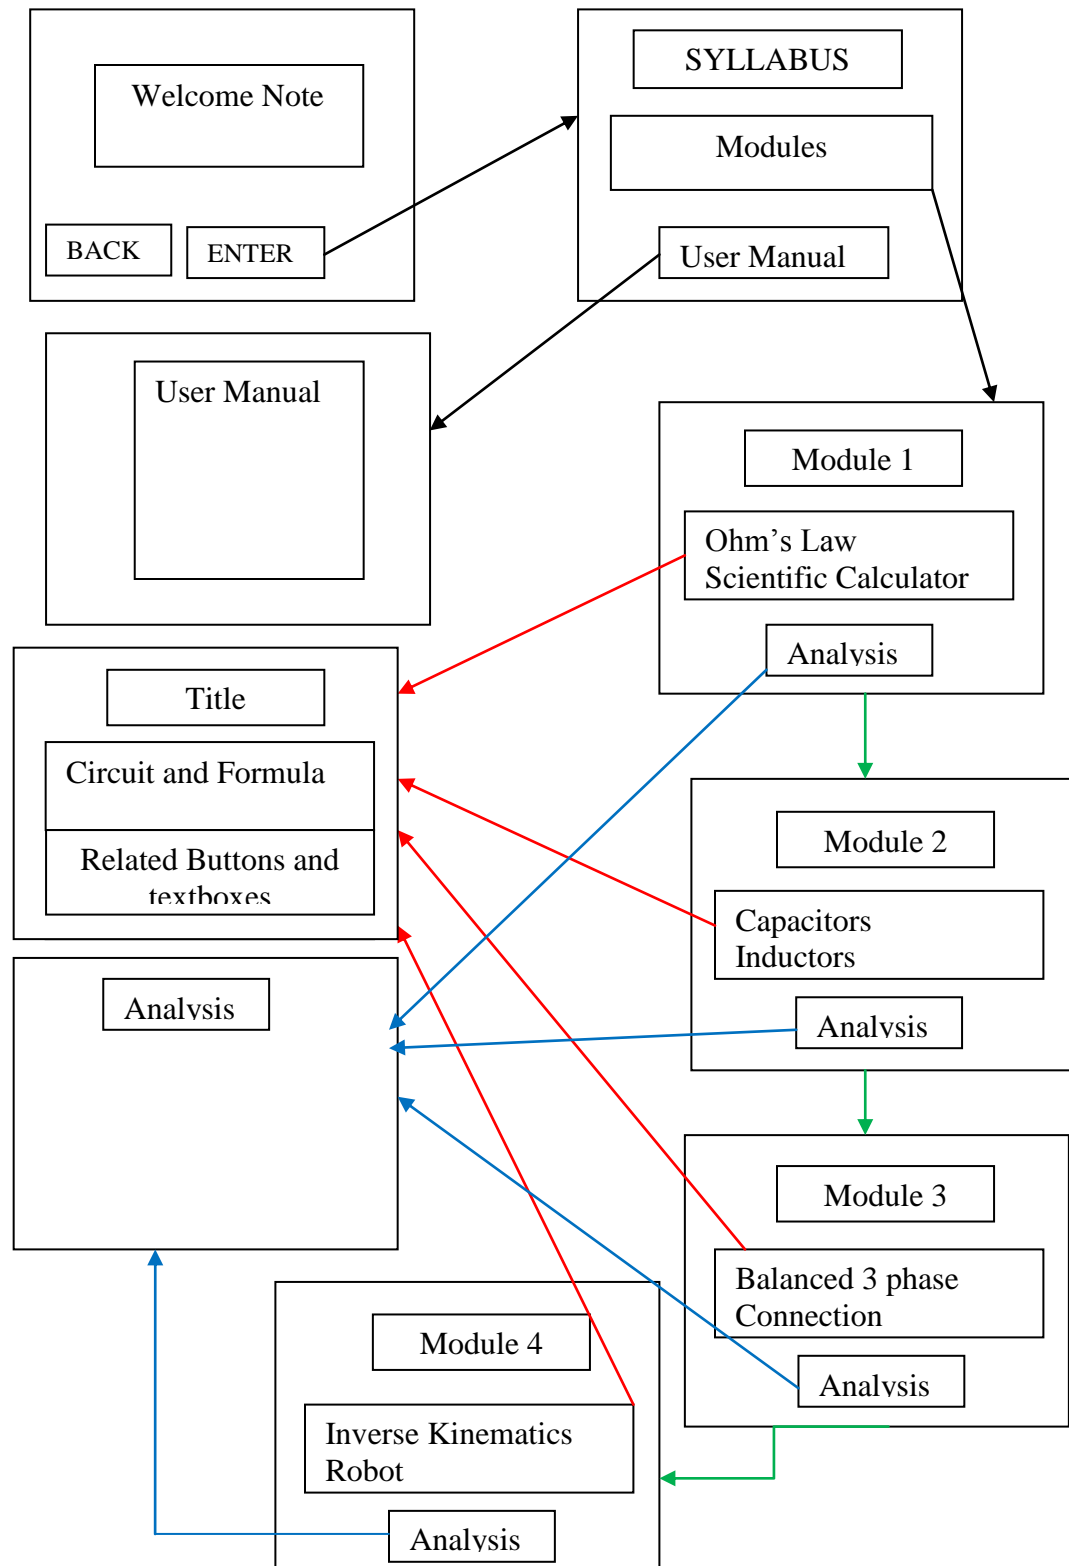 Welcome Note
BACK
ENTER
SYLLABUS
Modules
User Manual
User Manual
Module 1
Ohm’s Law
Scientific Calculator
Analysis
Title
Circuit and Formula
Related Buttons and
textboxes
Module 2
Capacitors
Inductors
Analysis
Analysis
Module 3
Balanced 3 phase
Connection
Analysis
Module 4
Inverse Kinematics
Robot
Analysis